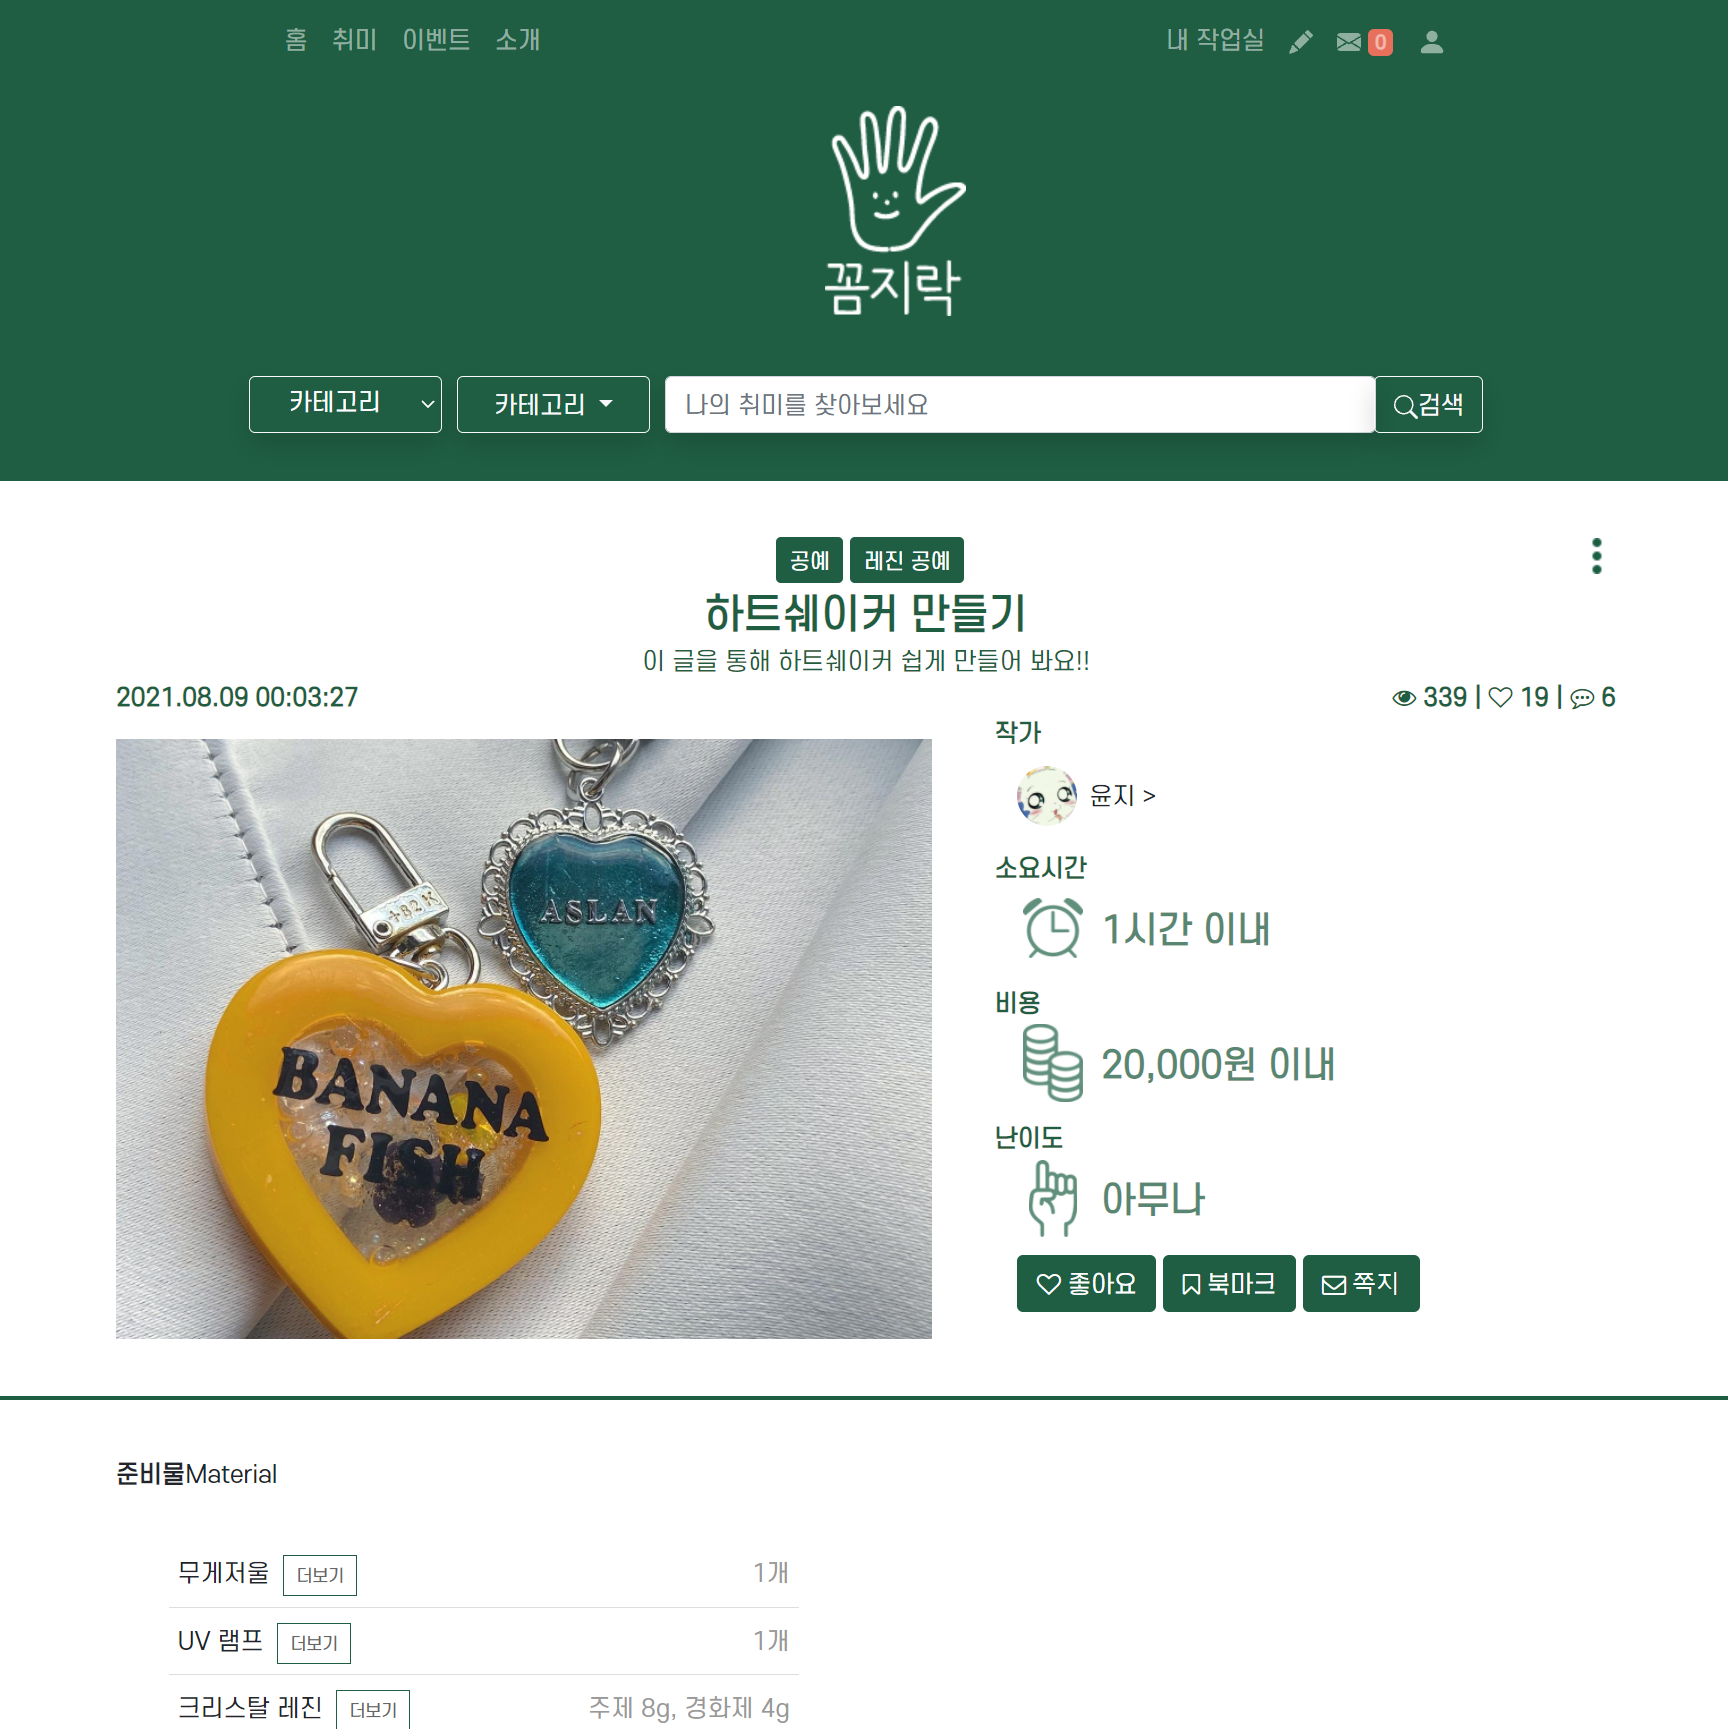 홈 취미 이벤트 소개 내 작업실 0
꼼지락
카테고리 카테고리 나의 취미를 찾아보세요 검색
공예 레진 공예
하트쉐이커 만들기
이 글을 통해 하트쉐이커 쉽게 만들어 봐요!!
2021.08.09 00:03:27 339 | 19 | 6
작가
윤지 >
소요시간
1시간 이내
비용
20,000원 이내
난이도
아무나
좋아요 북마크 쪽지
+82 K
ASLAN
BANANA
FISH
준비물Material
무게저울 더보기 1개
UV 램프 더보기 1개
크리스탈 레진 더보기 주제 8g, 경화제 4g